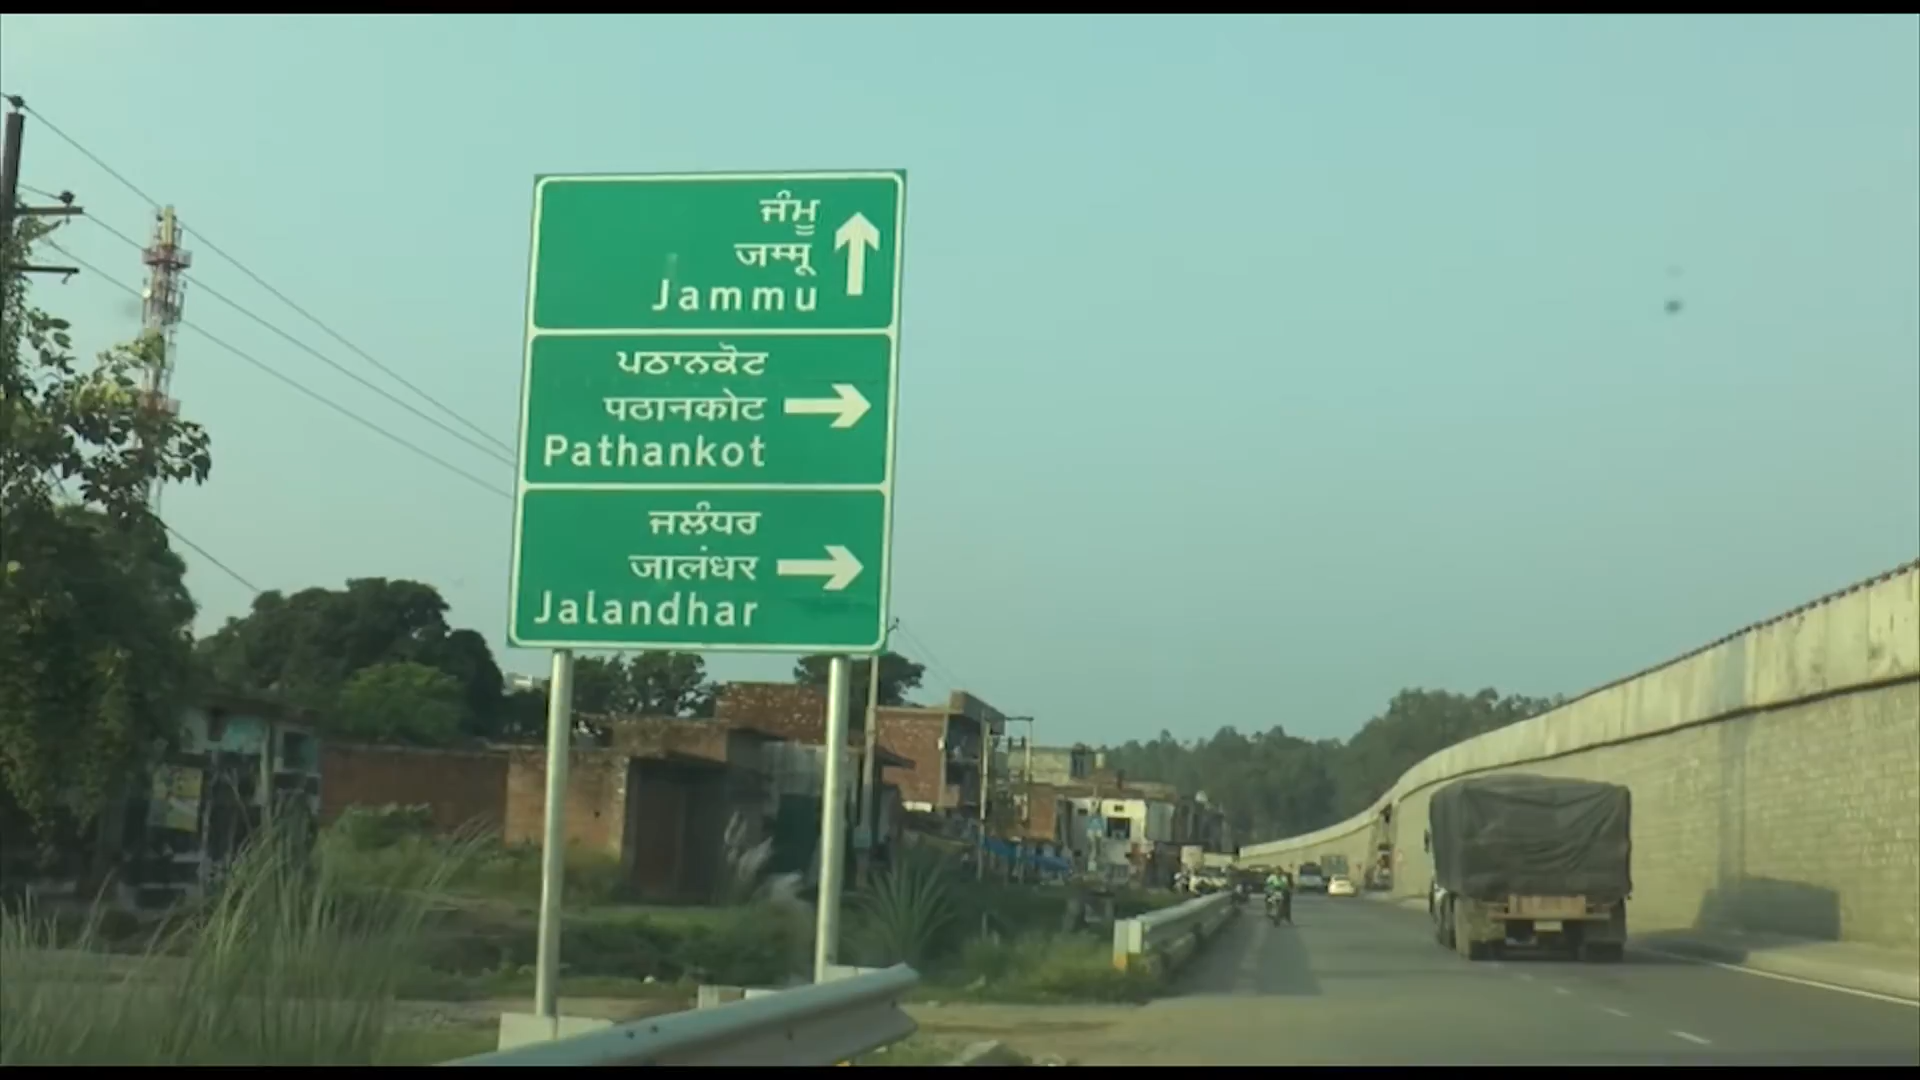 ਜੰਮੂ
जम्मू
Jammu
ਪਠਾਨਕੋਟ
पठानकोट
Pathankot
ਜਲੰਧਰ
जालंधर
Jalandhar